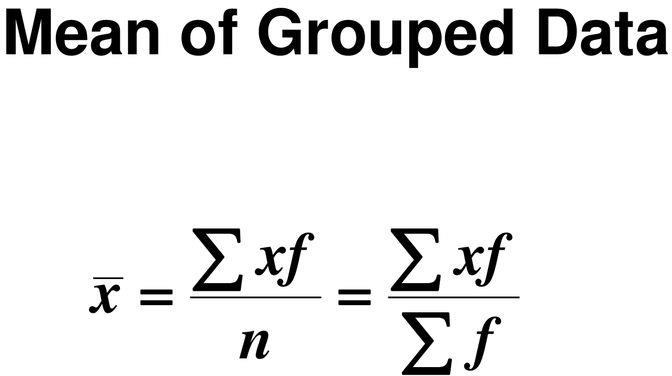 Mean of Grouped Data
x̄ = ∑ xf / n = ∑ xf / ∑ f